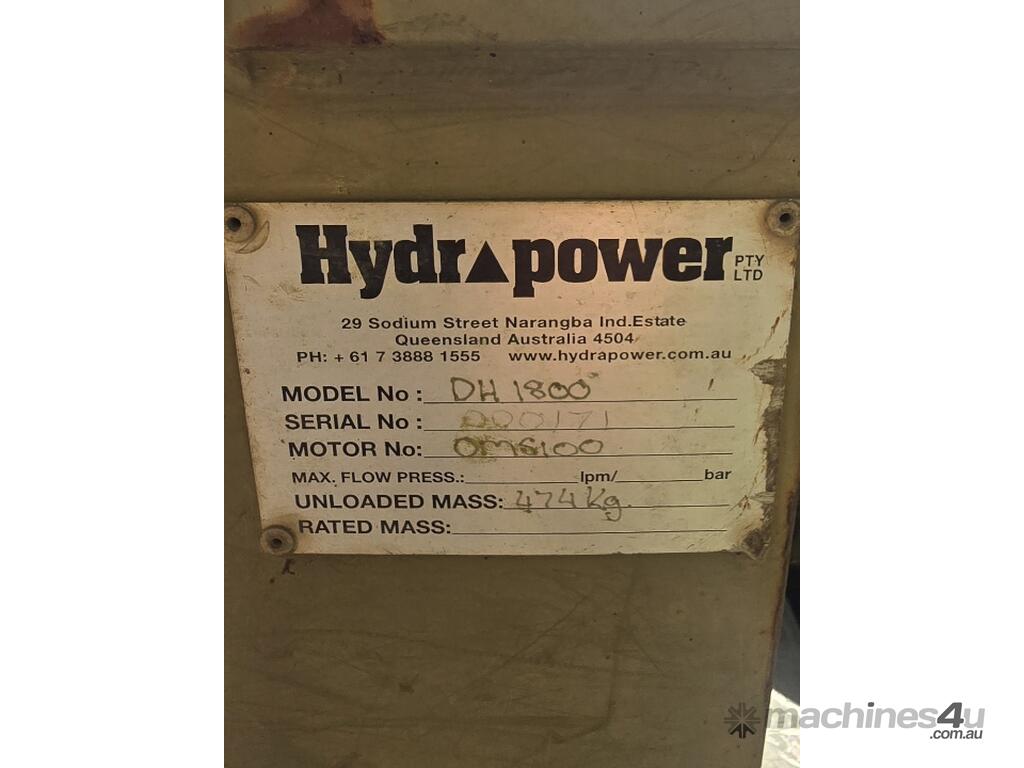 Hydrapower PTY LTD
29 Sodium Street Narangba Ind.Estate
Queensland Australia 4504
PH: + 61 7 3888 1555 www.hydrapower.com.au
MODEL No : DH 1800
SERIAL No : 000171
MOTOR No: OMS100
MAX. FLOW PRESS.: lpm/ bar
UNLOADED MASS: 474kg.
RATED MASS:
machines4u
.com.au